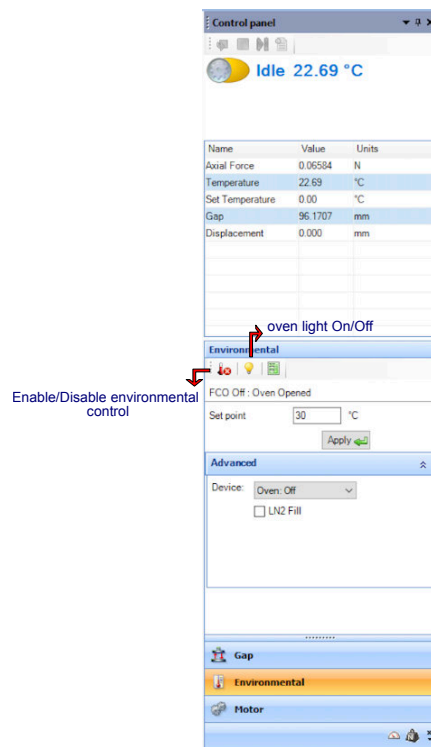 Control panel
Idle 22.69 °C
Name Value Units
Axial Force 0.06584 N
Temperature 22.69 °C
Set Temperature 0.00 °C
Gap 96.1707 mm
Displacement 0.000 mm
oven light On/Off
Environmental
Enable/Disable environmental
control
FCO Off : Oven Opened
Set point 30 °C
Apply
Advanced
Device: Oven: Off
LN2 Fill
Gap
Environmental
Motor